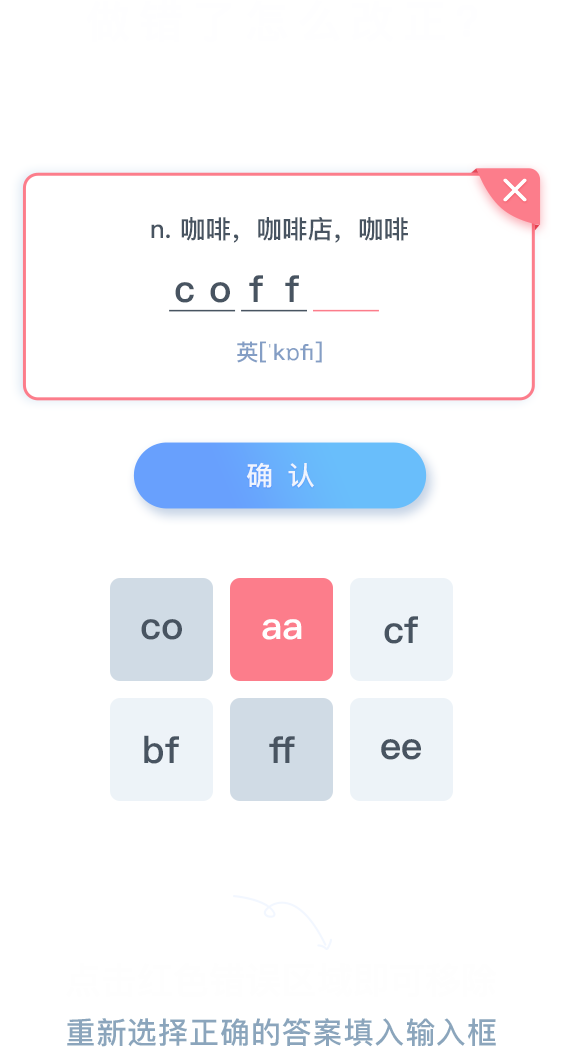 n. 咖啡，咖啡店，咖啡
c o f f
英[ˈkɒfi]
确 认
co
aa
cf
bf
ff
ee
重新选择正确的答案填入输入框